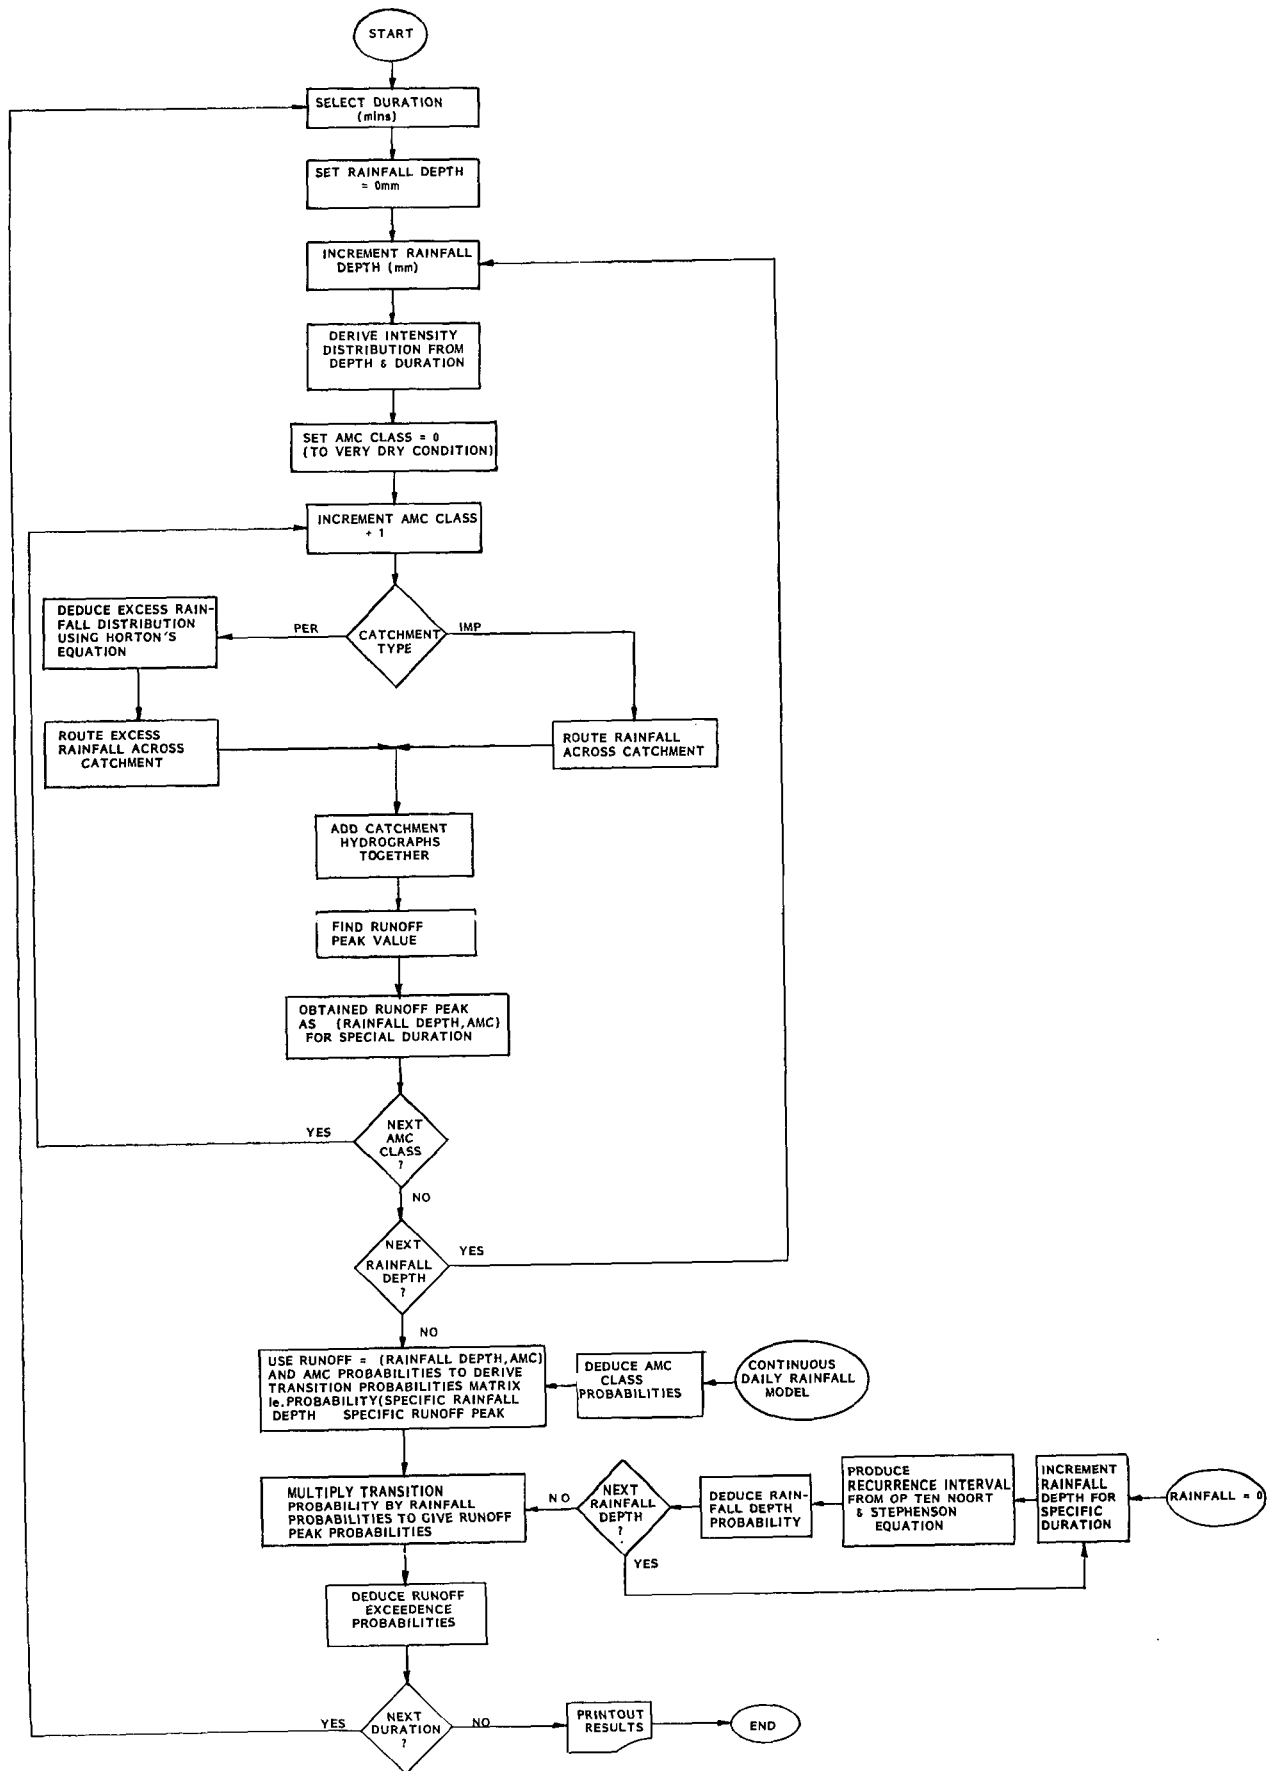 START
SELECT DURATION
(mins)
SET RAINFALL DEPTH
= 0mm
INCREMENT RAINFALL
DEPTH (mm)
DERIVE INTENSITY
DISTRIBUTION FROM
DEPTH & DURATION
SET AMC CLASS = 0
(TO VERY DRY CONDITION)
INCREMENT AMC CLASS
+ 1
CATCHMENT
TYPE
PER
IMP
DEDUCE EXCESS RAIN-
FALL DISTRIBUTION
USING HORTON'S
EQUATION
ROUTE EXCESS
RAINFALL ACROSS
CATCHMENT
ROUTE RAINFALL
ACROSS CATCHMENT
ADD CATCHMENT
HYDROGRAPHS
TOGETHER
FIND RUNOFF
PEAK VALUE
OBTAINED RUNOFF PEAK
AS (RAINFALL DEPTH,AMC)
FOR SPECIAL DURATION
NEXT
AMC
CLASS
?
YES
NO
NEXT
RAINFALL
DEPTH
?
YES
NO
USE RUNOFF = (RAINFALL DEPTH,AMC)
AND AMC PROBABILITIES TO DERIVE
TRANSITION PROBABILITIES MATRIX
Ie.PROBABILITY(SPECIFIC RAINFALL
DEPTH SPECIFIC RUNOFF PEAK
DEDUCE AMC
CLASS
PROBABILITIES
CONTINUOUS
DAILY RAINFALL
MODEL
MULTIPLY TRANSITION
PROBABILITY BY RAINFALL
PROBABILITIES TO GIVE RUNOFF
PEAK PROBABILITIES
NO
NEXT
RAINFALL
DEPTH
?
YES
DEDUCE RAIN-
FALL DEPTH
PROBABILITY
PRODUCE
RECURRENCE INTERVAL
FROM OP TEN NOORT
& STEPHENSON
EQUATION
INCREMENT
RAINFALL
DEPTH FOR
SPECIFIC
DURATION
RAINFALL = 0
DEDUCE RUNOFF
EXCEEDENCE
PROBABILITIES
NEXT
DURATION
?
YES
NO
PRINTOUT
RESULTS
END